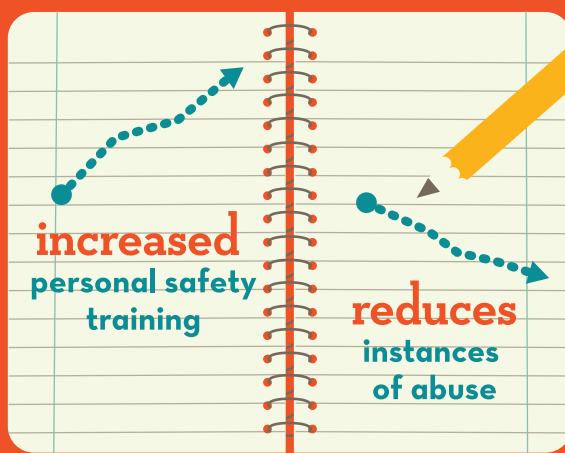 increased
personal safety
training
reduces
instances
of abuse